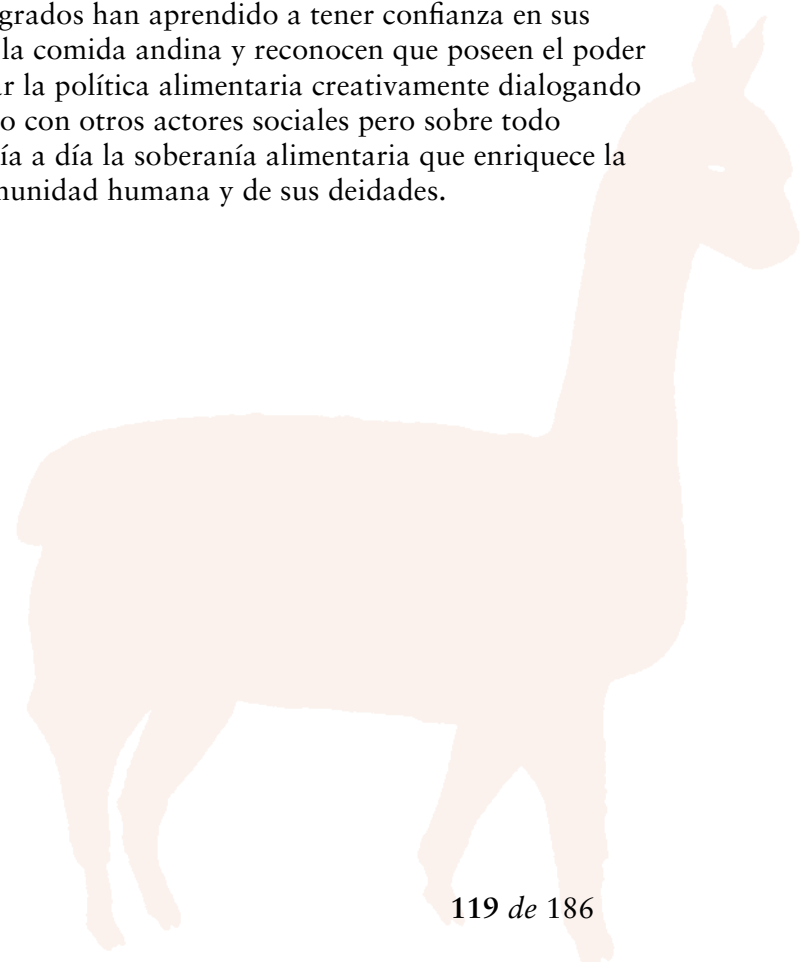 grados han aprendido a tener confianza en sus
la comida andina y reconocen que poseen el poder
ar la política alimentaria creativamente dialogando
o con otros actores sociales pero sobre todo
ía a día la soberanía alimentaria que enriquece la
munidad humana y de sus deidades.
119 de 186